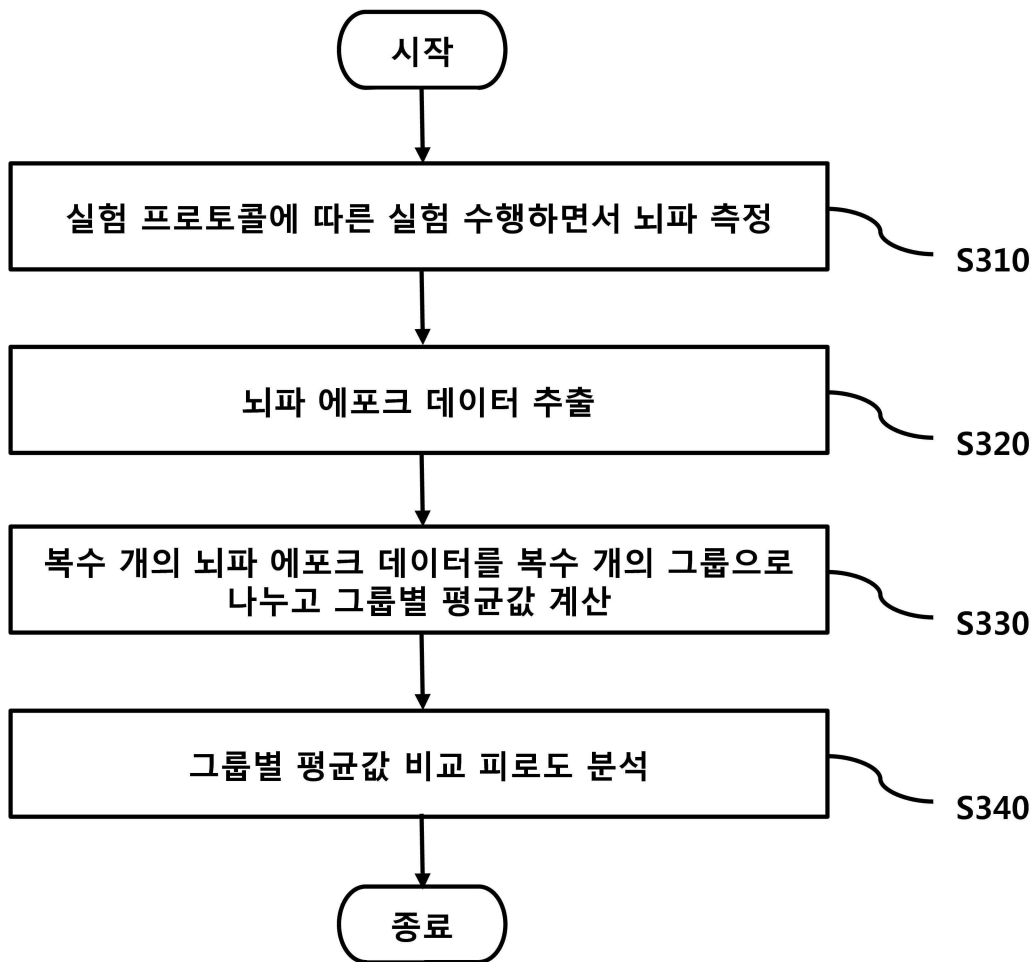 시작
실험 프로토콜에 따른 실험 수행하면서 뇌파 측정
S310
뇌파 에포크 데이터 추출
S320
복수 개의 뇌파 에포크 데이터를 복수 개의 그룹으로
나누고 그룹별 평균값 계산
S330
그룹별 평균값 비교 피로도 분석
S340
종료